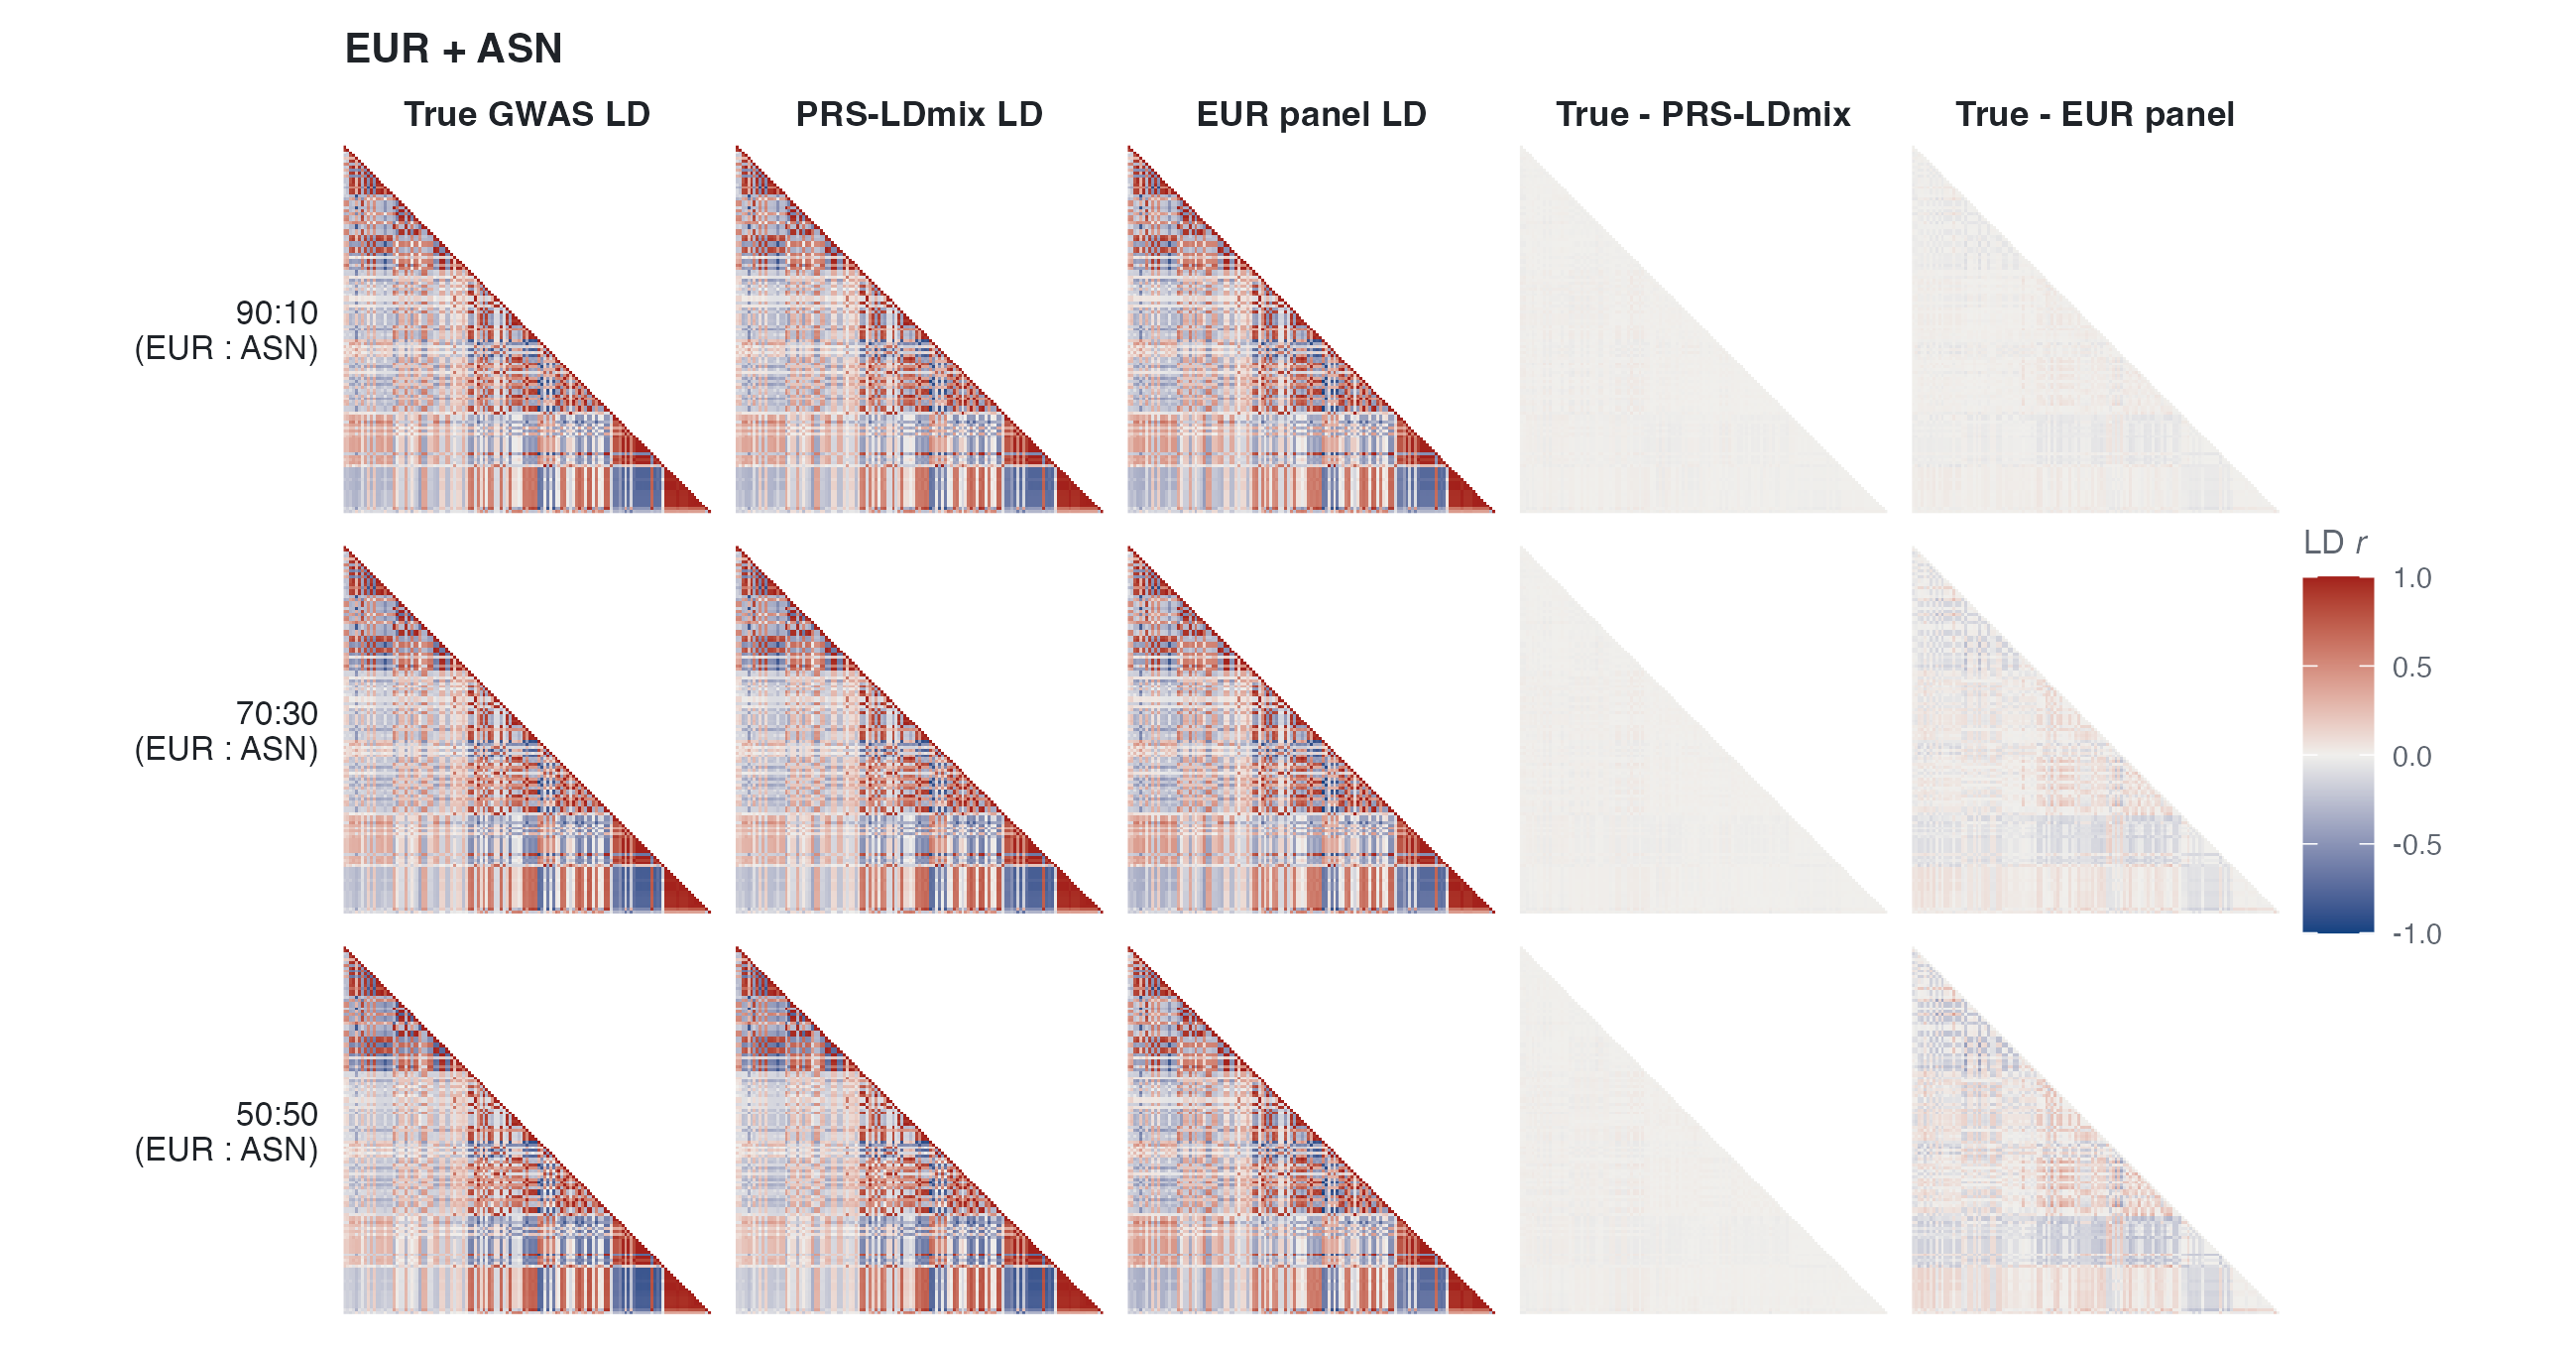 EUR + ASN
True GWAS LD
PRS-LDmix LD
EUR panel LD
True - PRS-LDmix
True - EUR panel
90:10
(EUR : ASN)
70:30
(EUR : ASN)
50:50
(EUR : ASN)
LD r
1.0
0.5
0.0
-0.5
-1.0